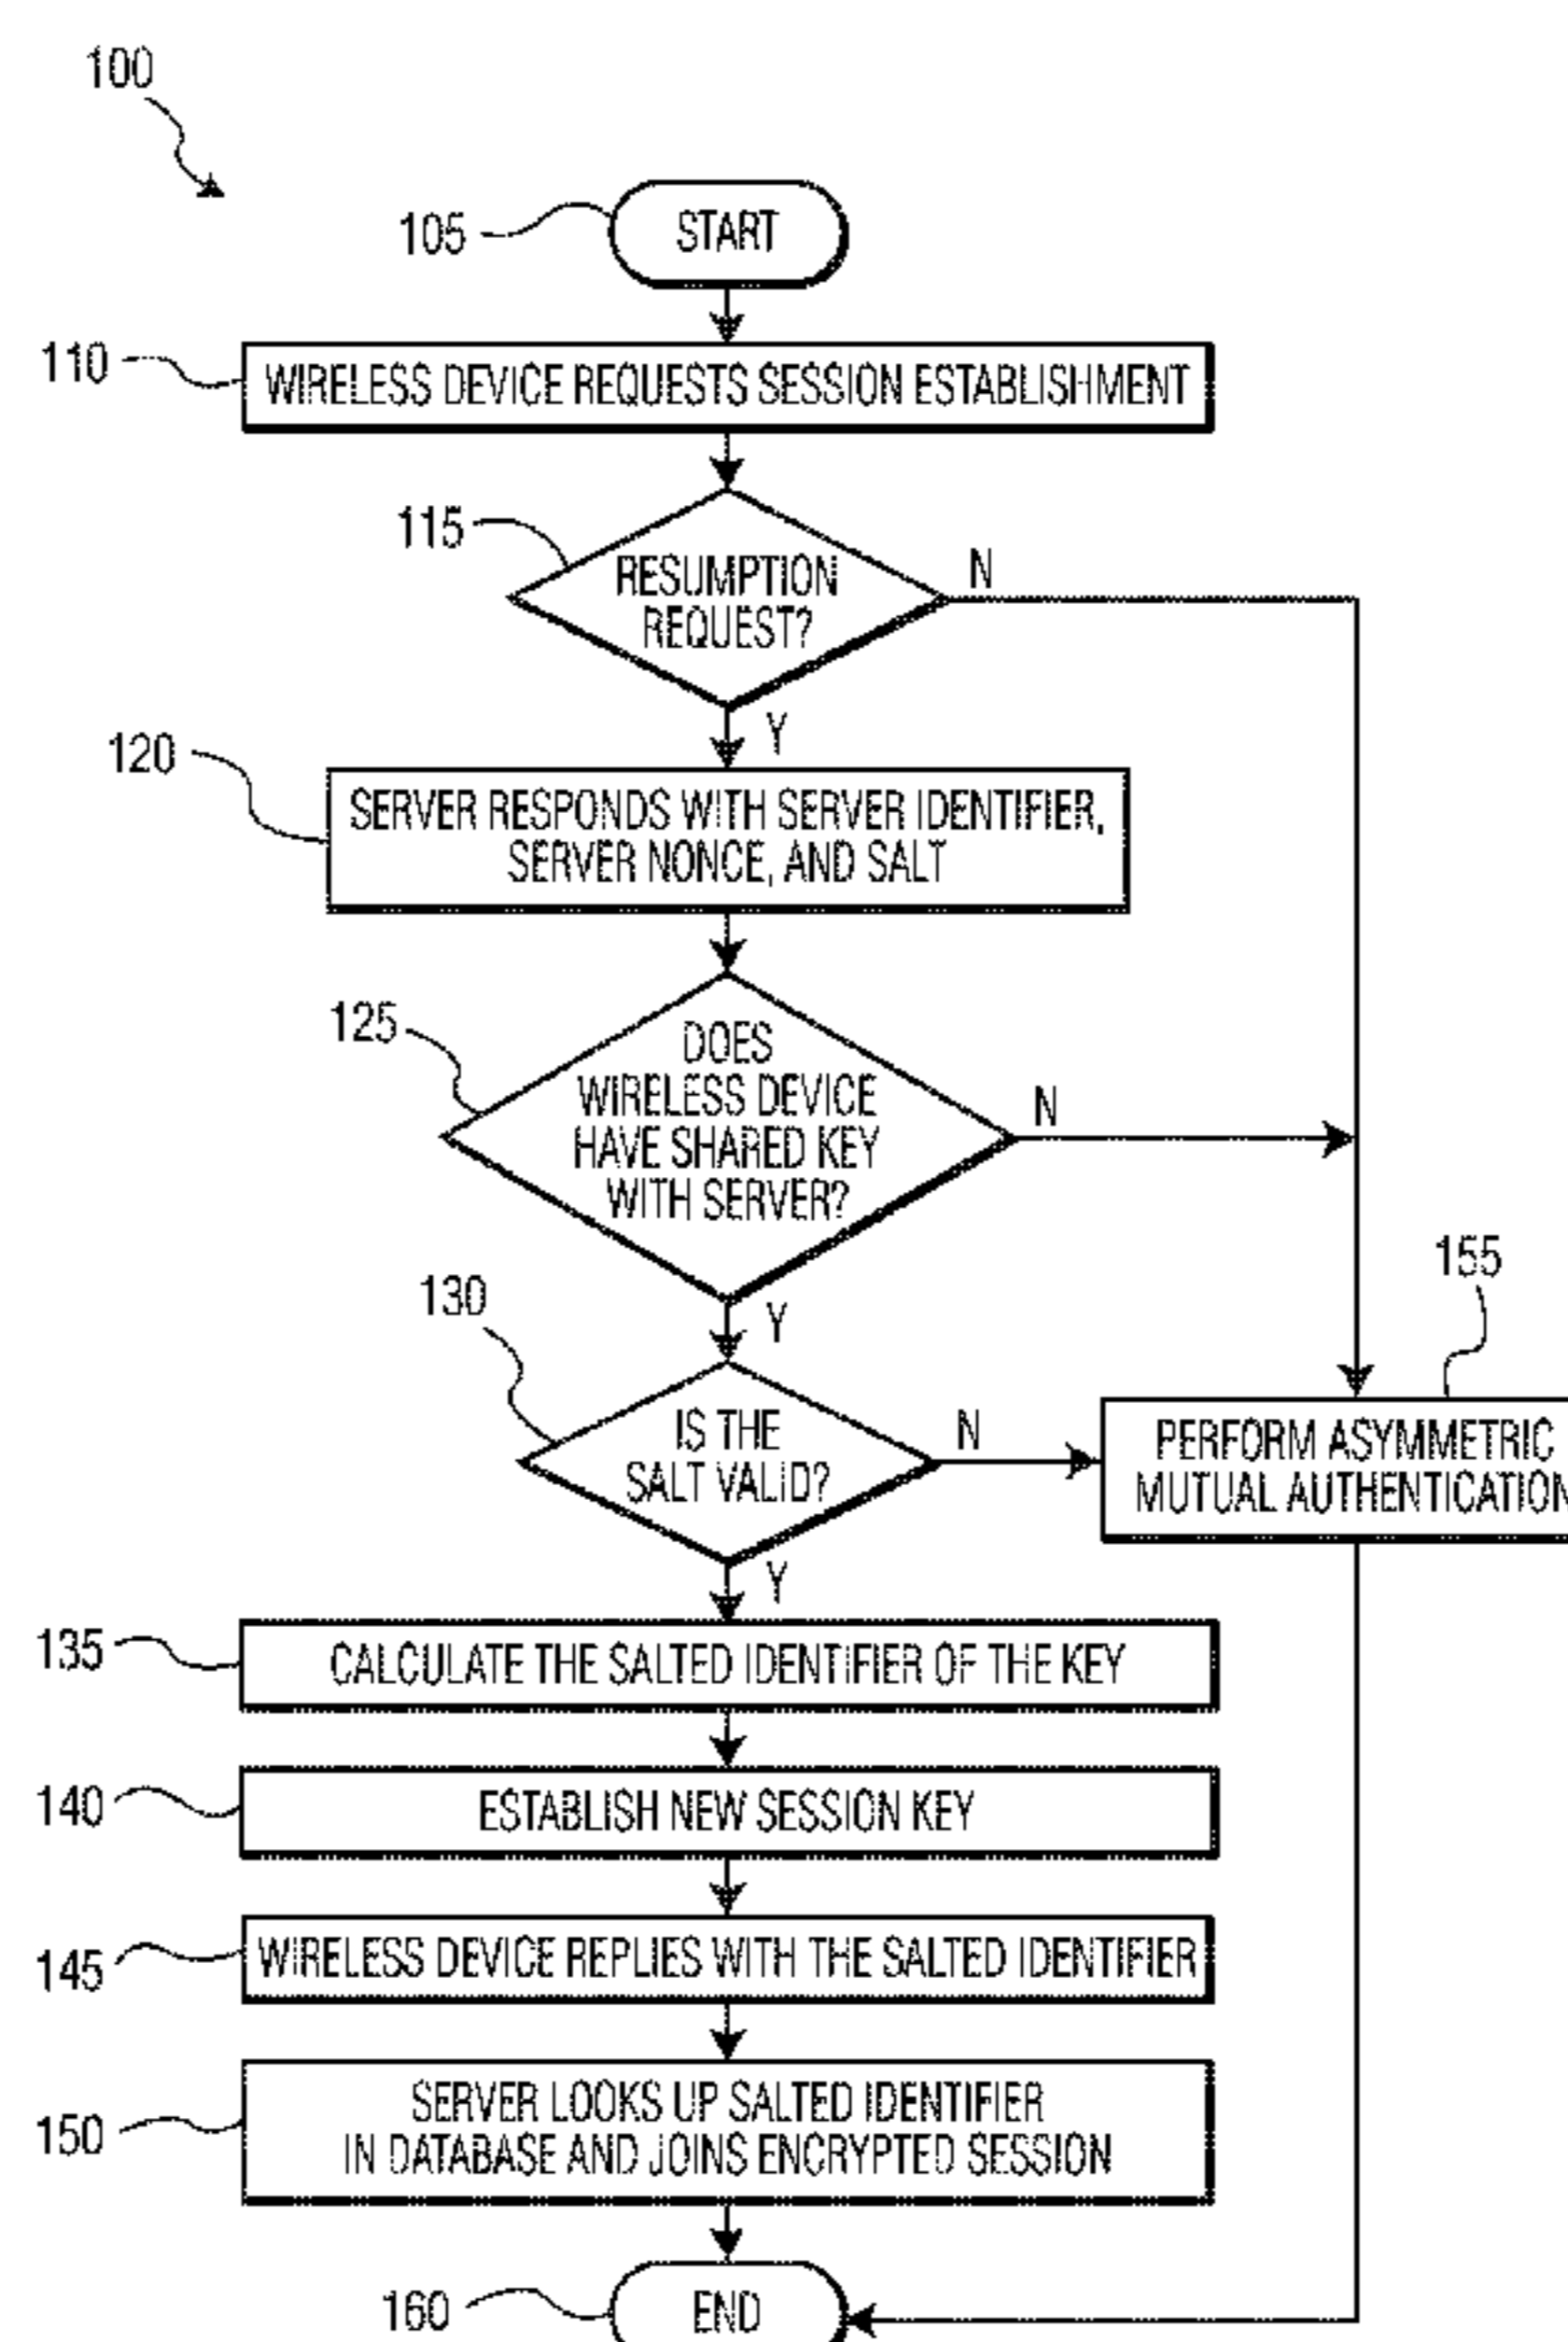 100
105
START
110
WIRELESS DEVICE REQUESTS SESSION ESTABLISHMENT
115
RESUMPTION
REQUEST?
N
Y
120
SERVER RESPONDS WITH SERVER IDENTIFIER,
SERVER NONCE, AND SALT
125
DOES
WIRELESS DEVICE
HAVE SHARED KEY
WITH SERVER?
N
Y
130
IS THE
SALT VALID?
N
Y
155
PERFORM ASYMMETRIC
MUTUAL AUTHENTICATION
135
CALCULATE THE SALTED IDENTIFIER OF THE KEY
140
ESTABLISH NEW SESSION KEY
145
WIRELESS DEVICE REPLIES WITH THE SALTED IDENTIFIER
150
SERVER LOOKS UP SALTED IDENTIFIER
IN DATABASE AND JOINS ENCRYPTED SESSION
160
END